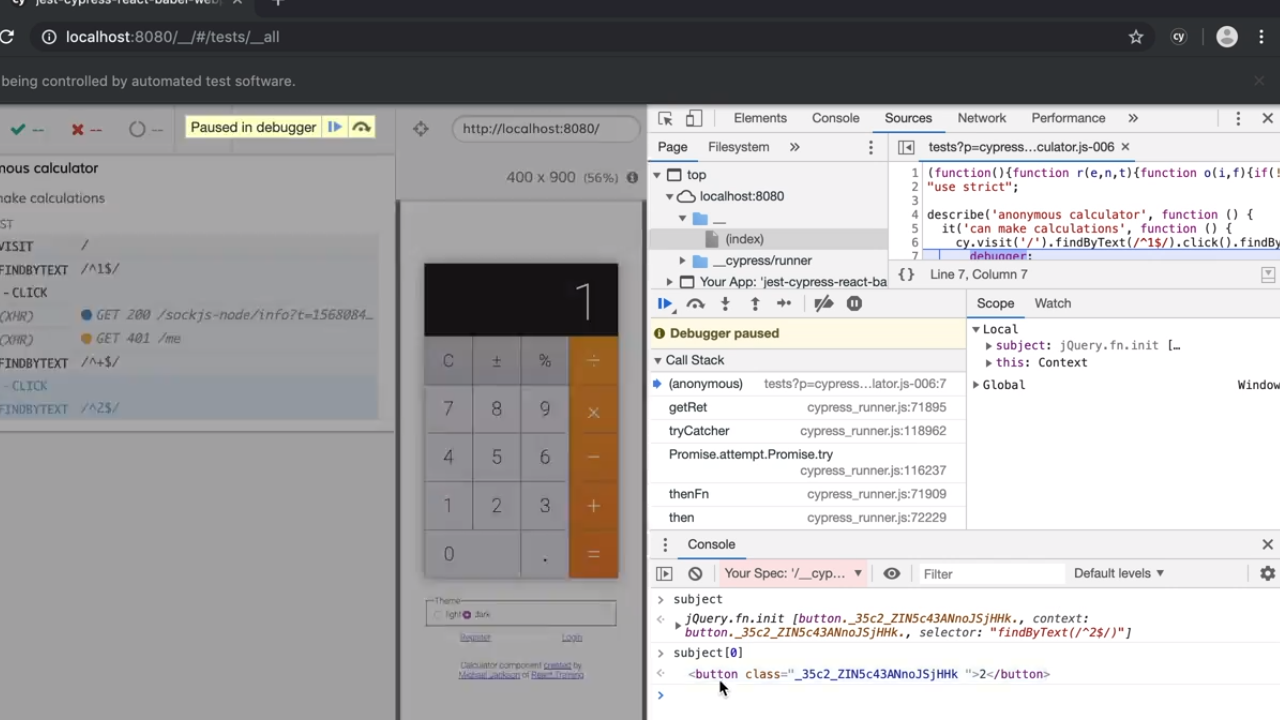 cy jest-cypress-react-babel-web
localhost:8080/__/#/tests/__all
cy
being controlled by automated test software.
-- -- --
Paused in debugger
mous calculator
make calculations
ST
VISIT /
FINDBYTEXT /^1$/
- CLICK
(XHR) GET 200 /sockjs-node/info?t=1568084…
(XHR) GET 401 /me
FINDBYTEXT /^+$/
- CLICK
FINDBYTEXT /^2$/
http://localhost:8080/
400 x 900 (56%)
1
C ± % ÷
7 8 9 ×
4 5 6 −
1 2 3 +
0 . =
Theme
light dark
Register Login
Calculator component created by
Michael Jackson of React Training
Elements Console Sources Network Performance »
Page Filesystem »
top
localhost:8080
__
(index)
__cypress/runner
Your App: 'jest-cypress-react-ba
tests?p=cypress…culator.js-006 ×
1 (function(){function r(e,n,t){function o(i,f){if(!
2 "use strict";
3
4 describe('anonymous calculator', function () {
5 it('can make calculations', function () {
6 cy.visit('/').findByText(/^1$/).click().findBy
7 debugger;
{} Line 7, Column 7
Debugger paused
Call Stack
(anonymous) tests?p=cypress…lator.js-006:7
getRet cypress_runner.js:71895
tryCatcher cypress_runner.js:118962
Promise.attempt.Promise.try
cypress_runner.js:116237
thenFn cypress_runner.js:71909
then cypress_runner.js:72229
Scope Watch
Local
subject: jQuery.fn.init […
this: Context
Global Window
Console
Your Spec: '/__cyp… Filter Default levels
> subject
jQuery.fn.init [button._35c2_ZIN5c43ANnoJSjHHk., context:
button._35c2_ZIN5c43ANnoJSjHHk., selector: "findByText(/^2$/)"]
> subject[0]
<button class="_35c2_ZIN5c43ANnoJSjHHk ">2</button>
>